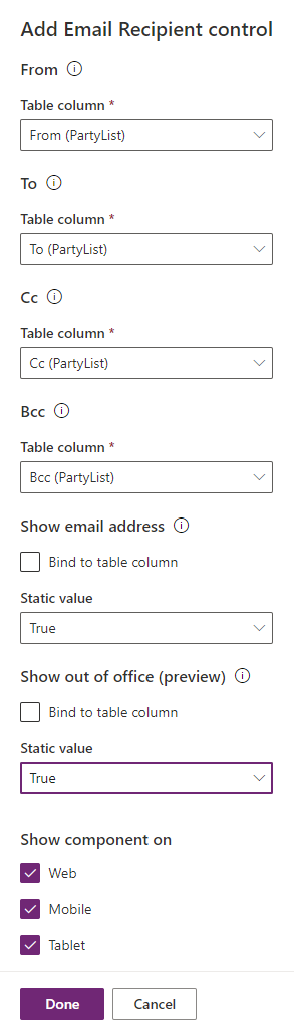 Add Email Recipient control
From
Table column *
From (PartyList)
To
Table column *
To (PartyList)
Cc
Table column *
Cc (PartyList)
Bcc
Table column *
Bcc (PartyList)
Show email address
Bind to table column
Static value
True
Show out of office (preview)
Bind to table column
Static value
True
Show component on
Web
Mobile
Tablet
Done Cancel